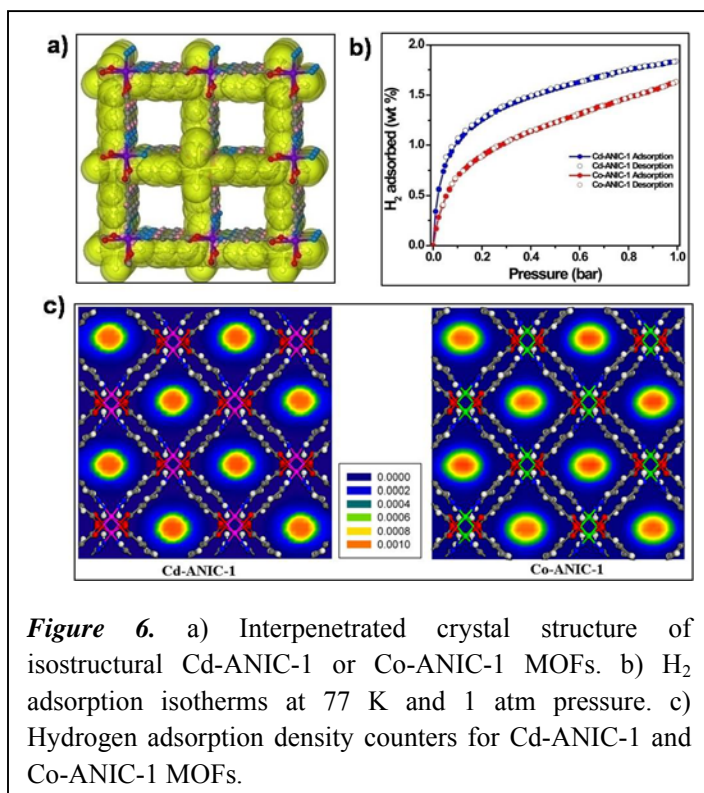 a)
b)
2.0
1.5
1.0
0.5
0.0
H2 adsorbed (wt %)
Cd-ANIC-1 Adsorption
Cd-ANIC-1 Desorption
Co-ANIC-1 Adsorption
Co-ANIC-1 Desorption
0.0 0.2 0.4 0.6 0.8 1.0
Pressure (bar)
c)
0.0000
0.0002
0.0004
0.0006
0.0008
0.0010
Cd-ANIC-1
Co-ANIC-1
Figure 6. a) Interpenetrated crystal structure of
isostructural Cd-ANIC-1 or Co-ANIC-1 MOFs. b) H2
adsorption isotherms at 77 K and 1 atm pressure. c)
Hydrogen adsorption density counters for Cd-ANIC-1 and
Co-ANIC-1 MOFs.